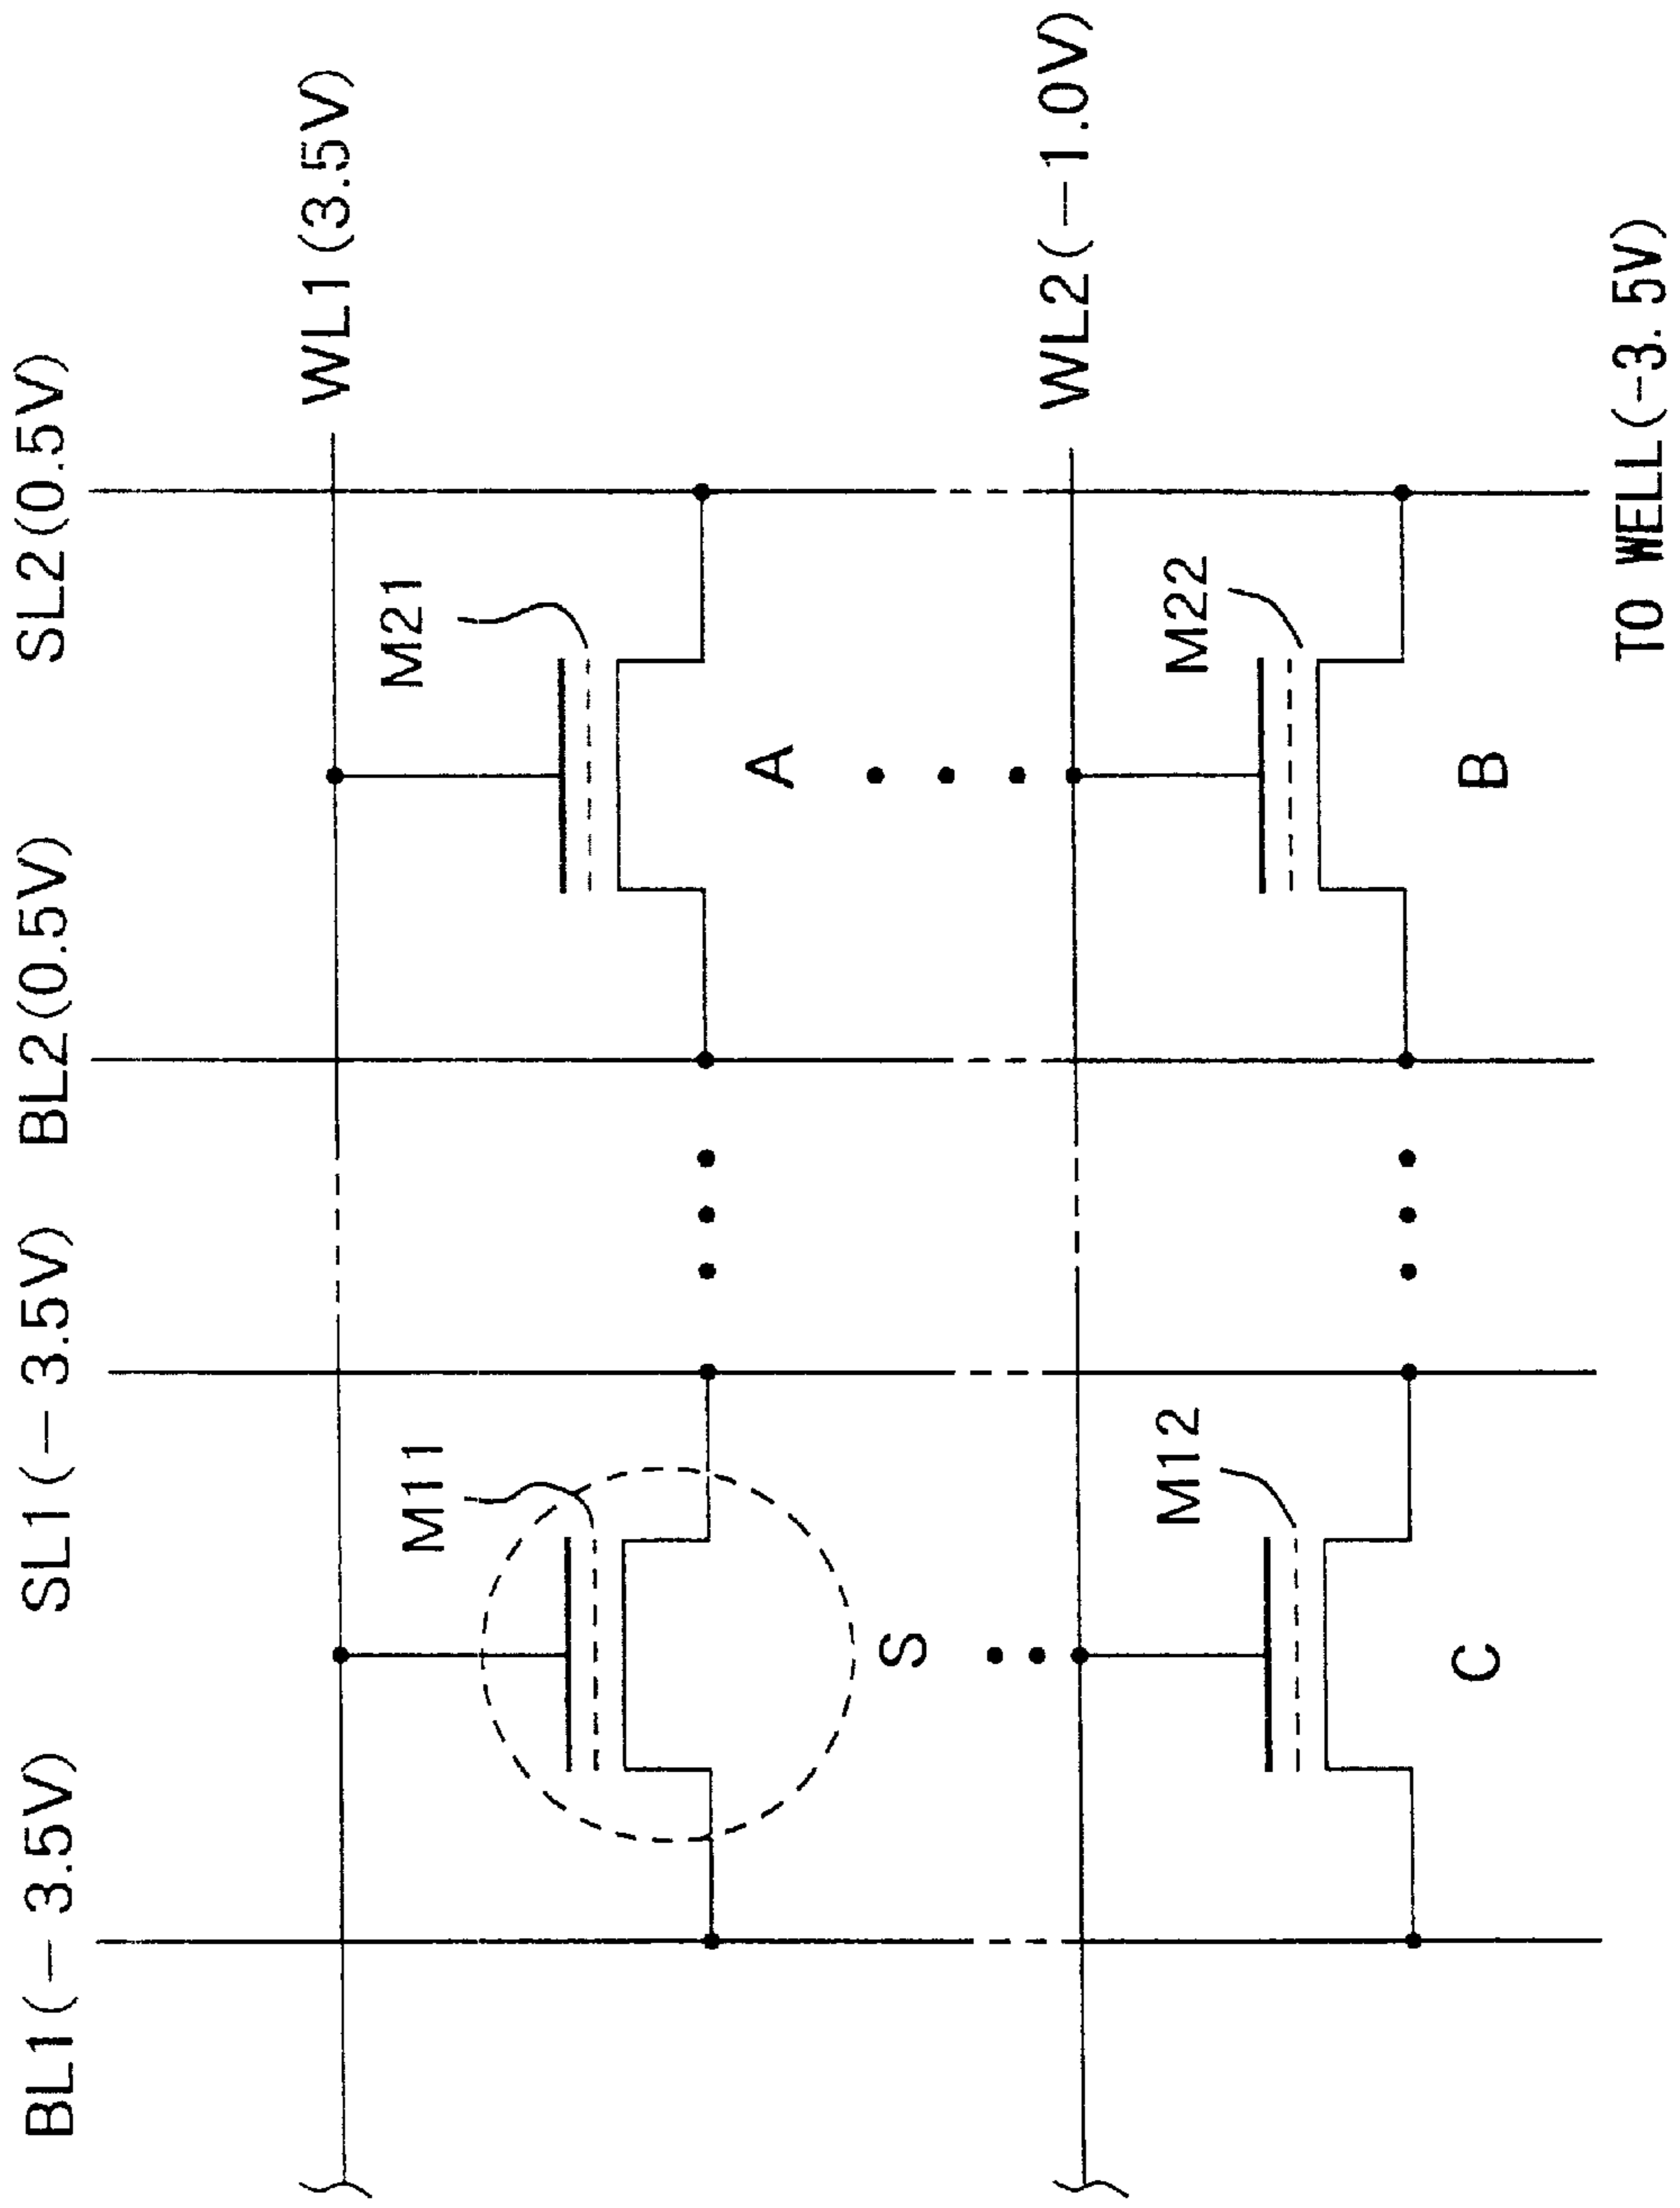 BL1(－3.5V) SL1(－3.5V) BL2(0.5V) SL2(0.5V)
WL1(3.5V)
M11 M21
S A
WL2(－1.0V)
M12 M22
C B
TO WELL(-3.5V)